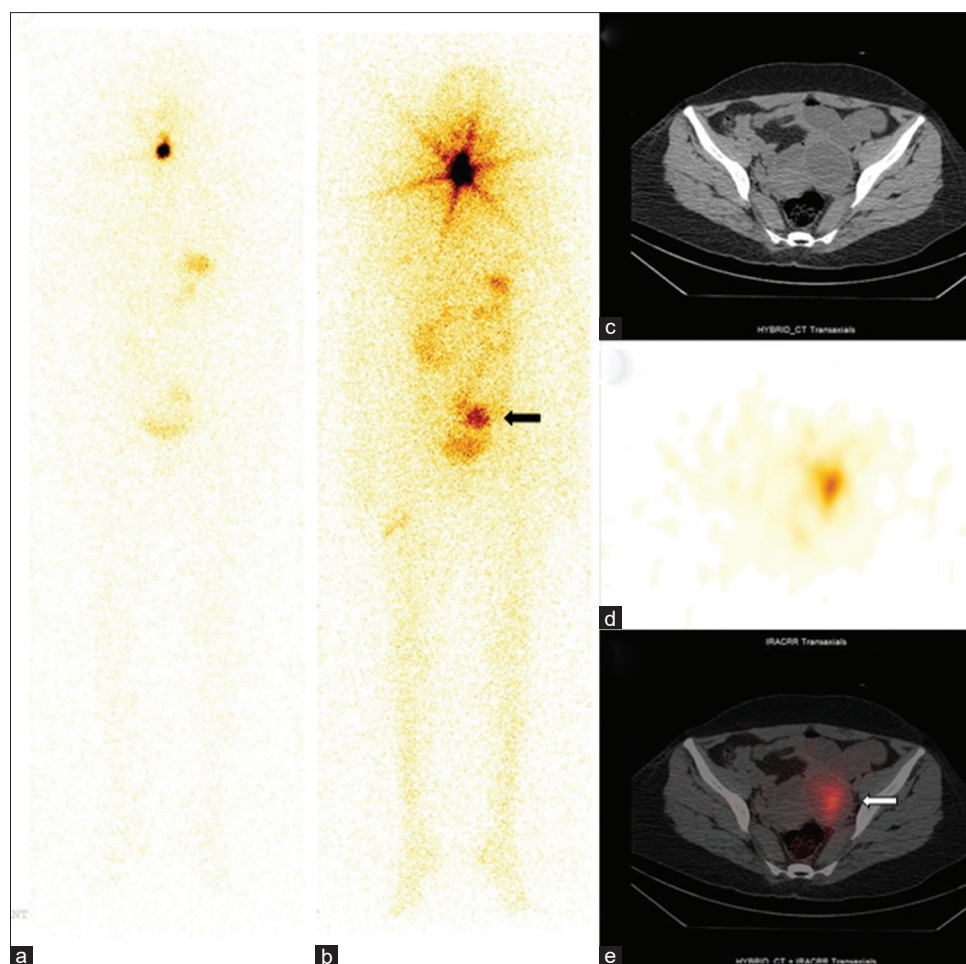 HYBRID_CT Transaxials
c
d
IRACRR Transaxials
NT
a
b
HYBRID_CT + IRACRR Transaxials
e